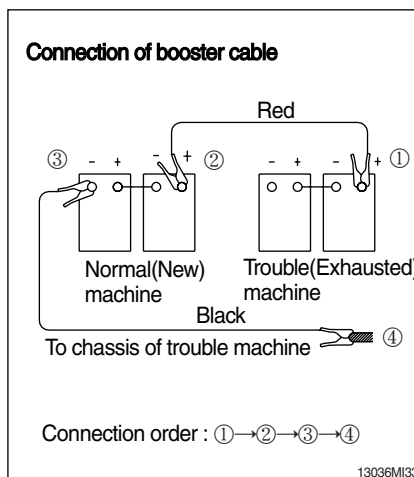 Connection of booster cable
Red
③ - + - + ② - + - + ①
Normal(New) machine
Trouble(Exhausted) machine
Black
To chassis of trouble machine ④
Connection order : ①→②→③→④
13036MI33